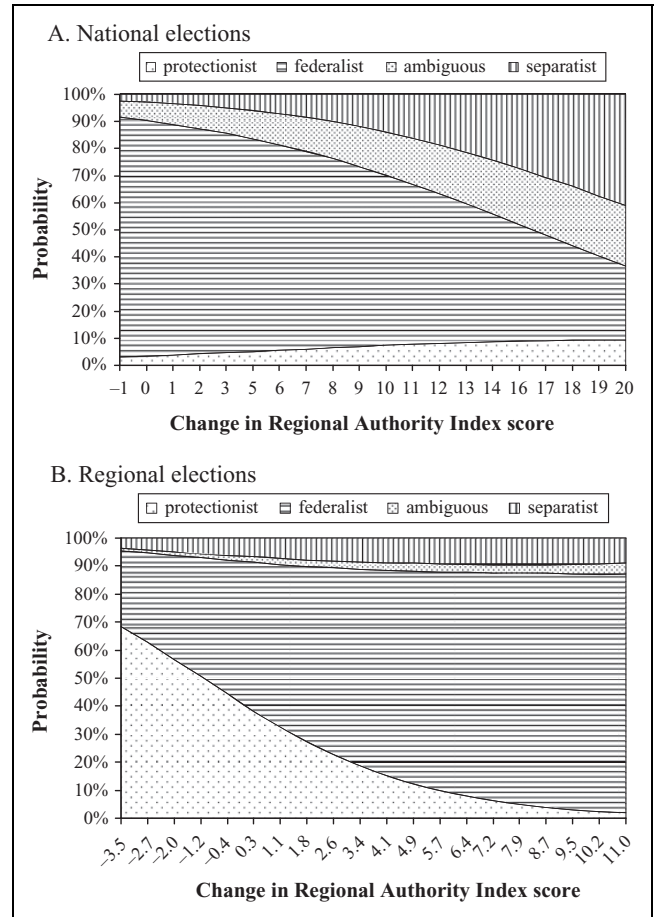 A. National elections
protectionist federalist ambiguous separatist
100%
90%
80%
70%
60%
50%
40%
30%
20%
10%
0%
Probability
–1 0 1 2 3 5 6 7 8 9 10 11 12 13 14 16 17 18 19 20
Change in Regional Authority Index score
B. Regional elections
protectionist federalist ambiguous separatist
100%
90%
80%
70%
60%
50%
40%
30%
20%
10%
0%
Probability
–3.5 –2.7 –2.0 –1.2 –0.4 0.3 1.1 1.8 2.6 3.4 4.1 4.9 5.7 6.4 7.2 7.9 8.7 9.5 10.2 11.0
Change in Regional Authority Index score